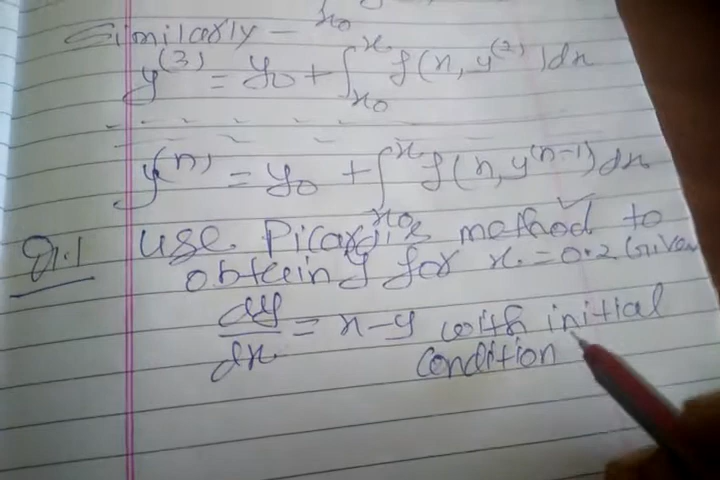 Similarly –
y^(3) = y0 + ∫_{x0}^{x} f(x, y^(2))dx
y^(n) = y0 + ∫_{x0}^{x} f(x, y^(n-1))dx
Q.1 Use Picard's method to
obtain y for x = 0.2 Given
dy/dx = x-y with initial
condition